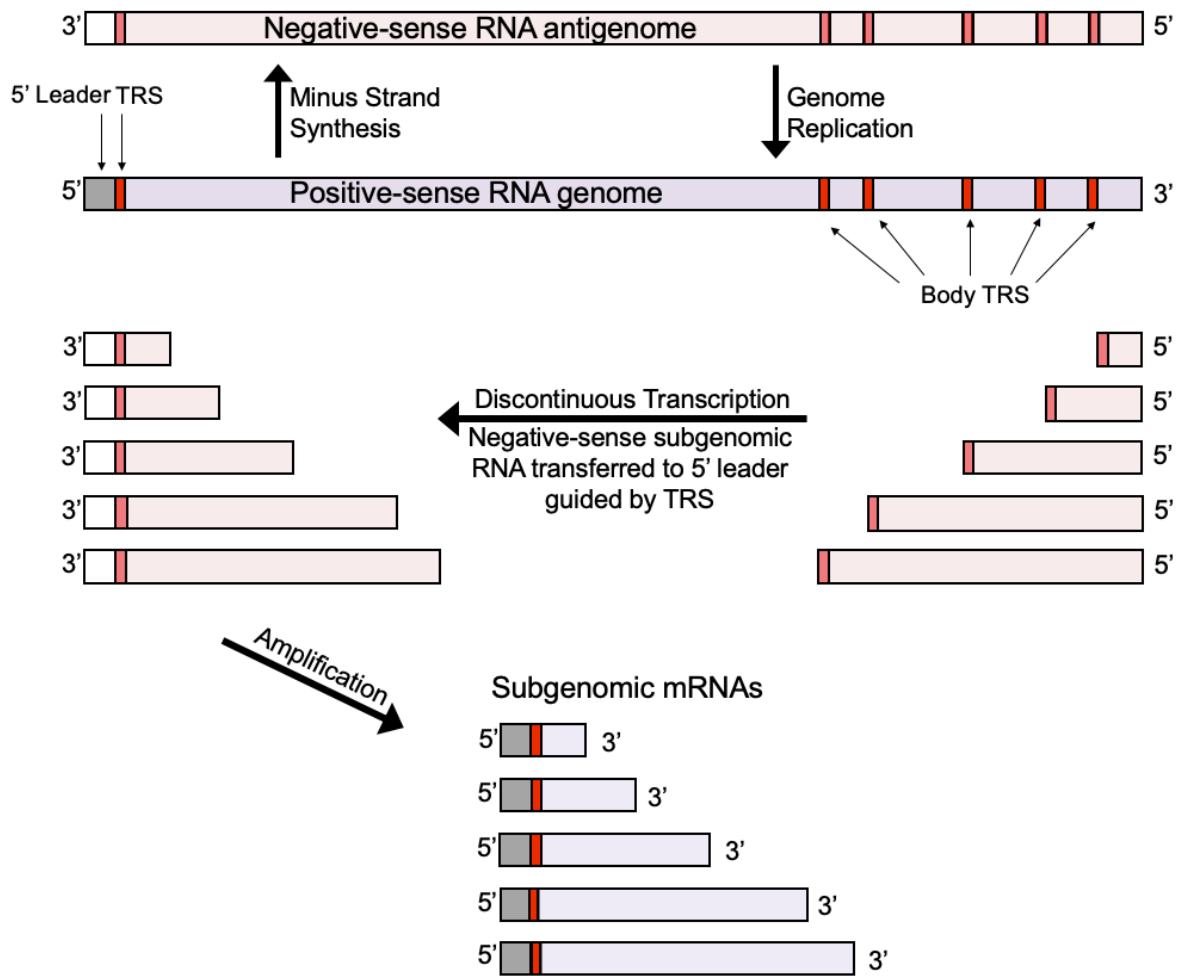 3’ Negative-sense RNA antigenome 5’
5’ Leader TRS
Minus Strand
Synthesis
Genome
Replication
5’ Positive-sense RNA genome 3’
Body TRS
3’ 5’
3’ 5’
3’ 5’
3’ 5’
3’ 5’
Discontinuous Transcription
Negative-sense subgenomic
RNA transferred to 5’ leader
guided by TRS
Amplification
Subgenomic mRNAs
5’ 3’
5’ 3’
5’ 3’
5’ 3’
5’ 3’